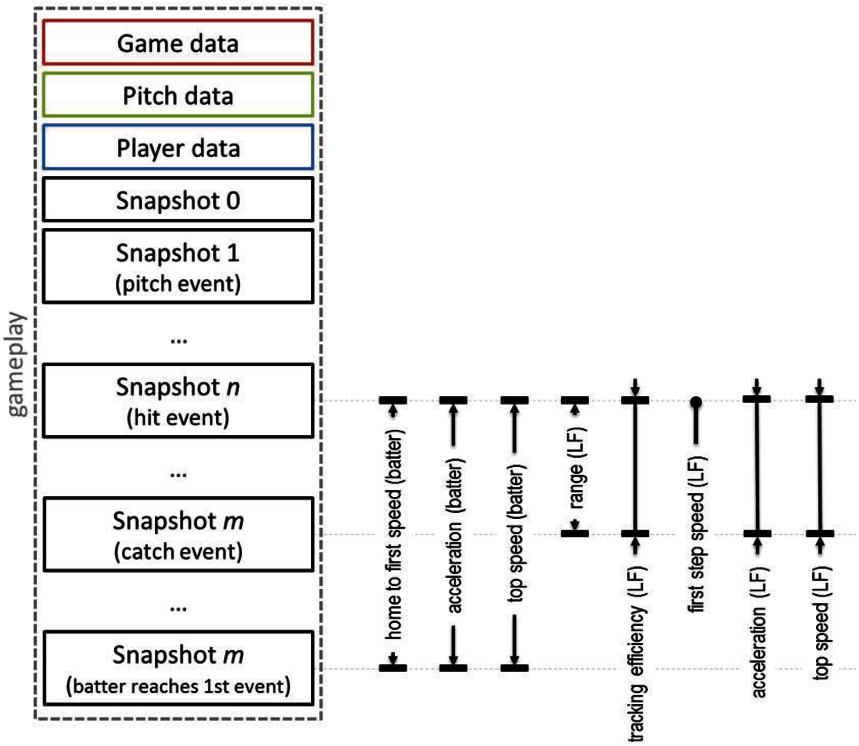 Game data
Pitch data
Player data
Snapshot 0
Snapshot 1
(pitch event)
...
Snapshot n
(hit event)
...
Snapshot m
(catch event)
...
Snapshot m
(batter reaches 1st event)
gameplay
home to first speed (batter)
acceleration (batter)
top speed (batter)
range (LF)
tracking efficiency (LF)
first step speed (LF)
acceleration (LF)
top speed (LF)